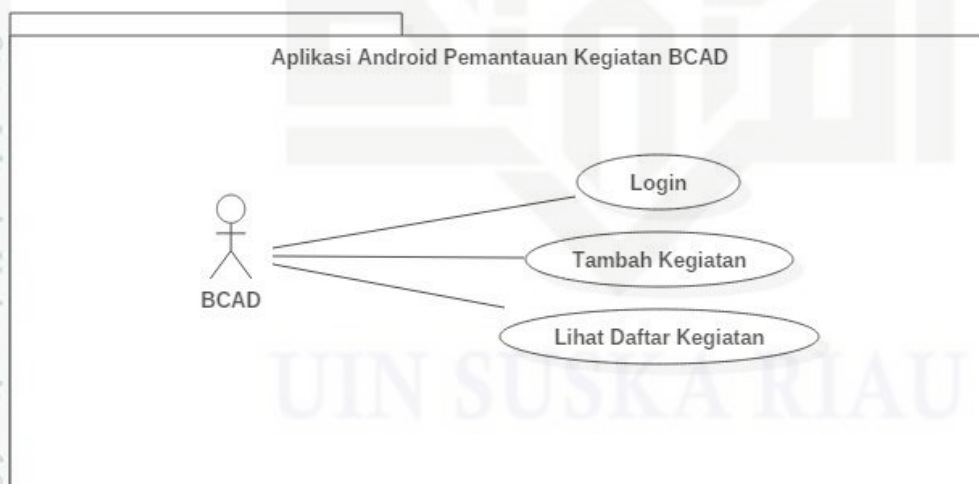 Aplikasi Android Pemantauan Kegiatan BCAD
Login
Tambah Kegiatan
BCAD
Lihat Daftar Kegiatan
UIN SUSKA RIAU